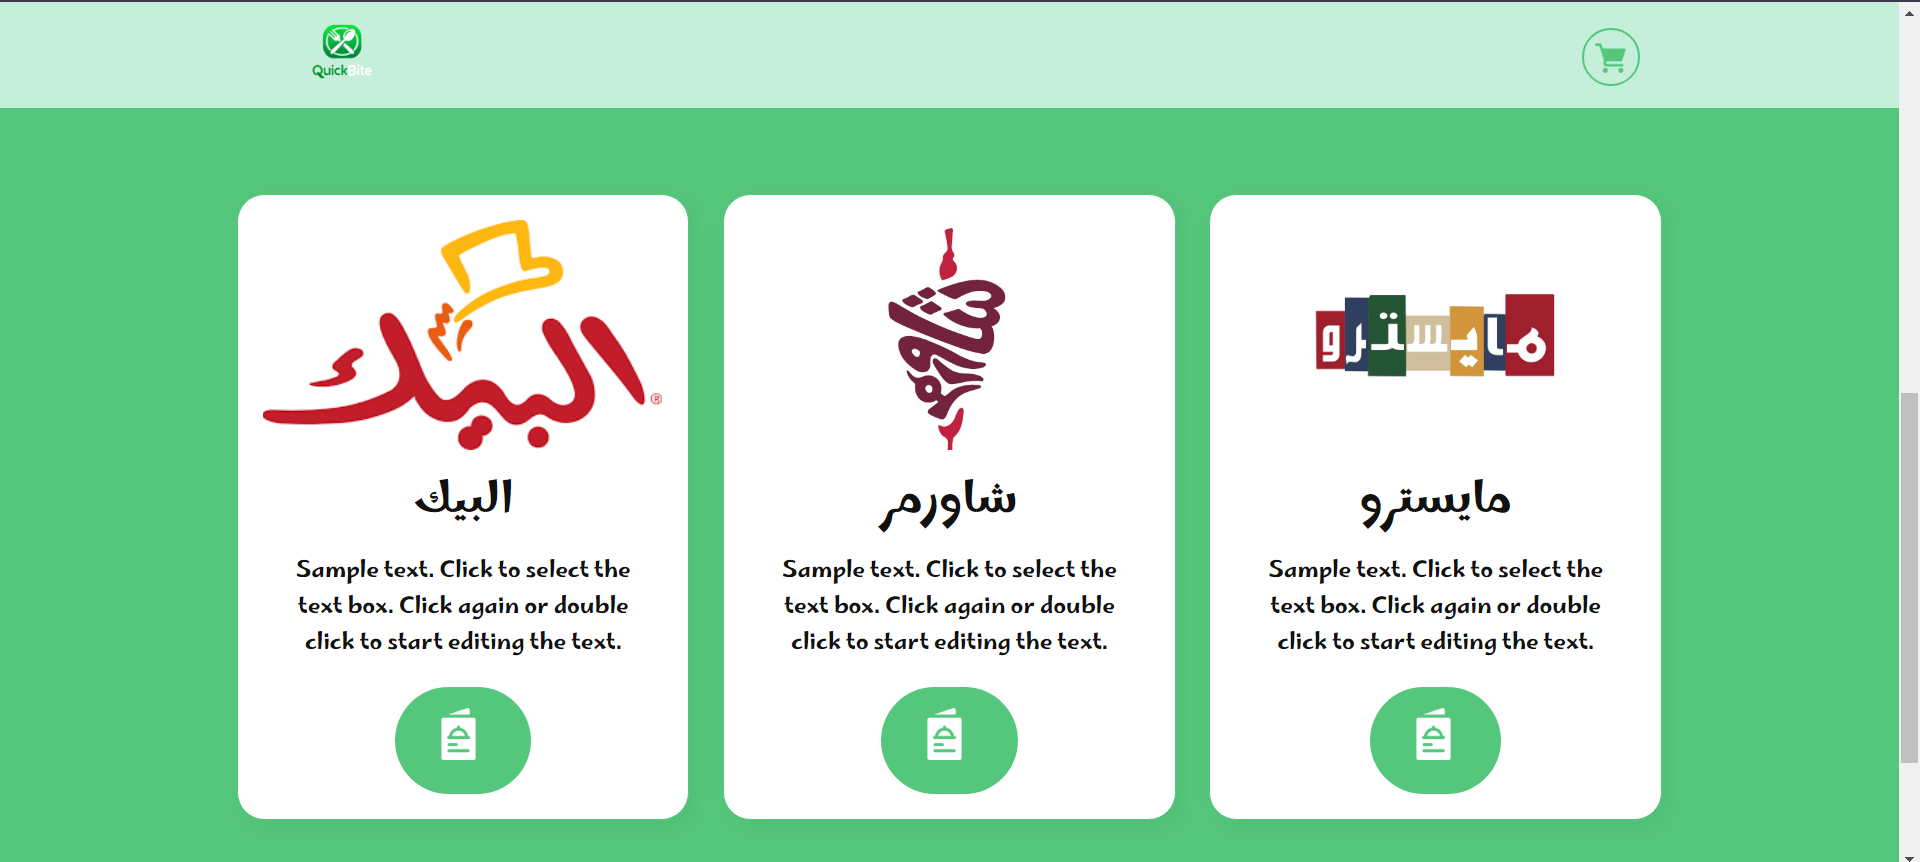 QuickBite
البيك
®
شاورمر
مايسترو
البيك
Sample text. Click to select the
text box. Click again or double
click to start editing the text.
شاورمر
Sample text. Click to select the
text box. Click again or double
click to start editing the text.
مايسترو
Sample text. Click to select the
text box. Click again or double
click to start editing the text.